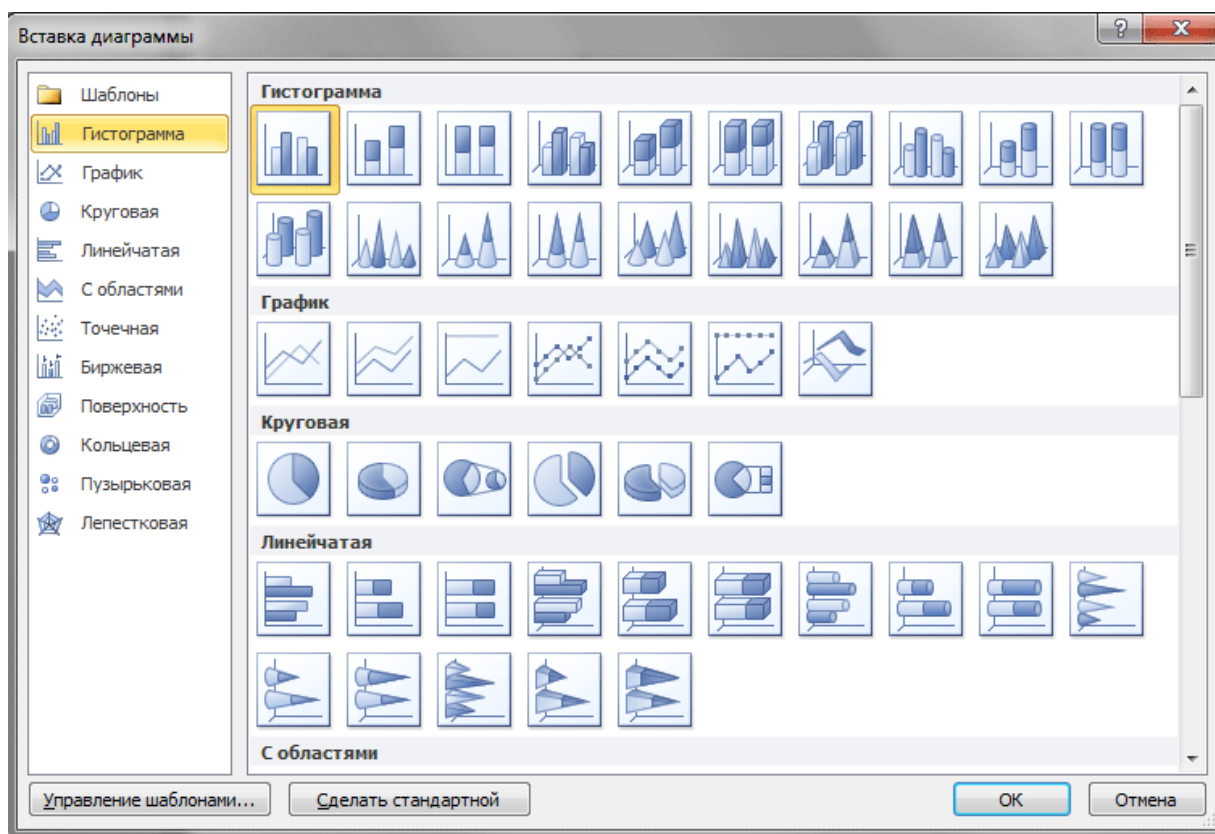 Вставка диаграммы
Шаблоны
Гистограмма
График
Круговая
Линейчатая
С областями
Точечная
Биржевая
Поверхность
Кольцевая
Пузырьковая
Лепестковая
Гистограмма
График
Круговая
Линейчатая
С областями
Управление шаблонами...
Сделать стандартной
ОК
Отмена